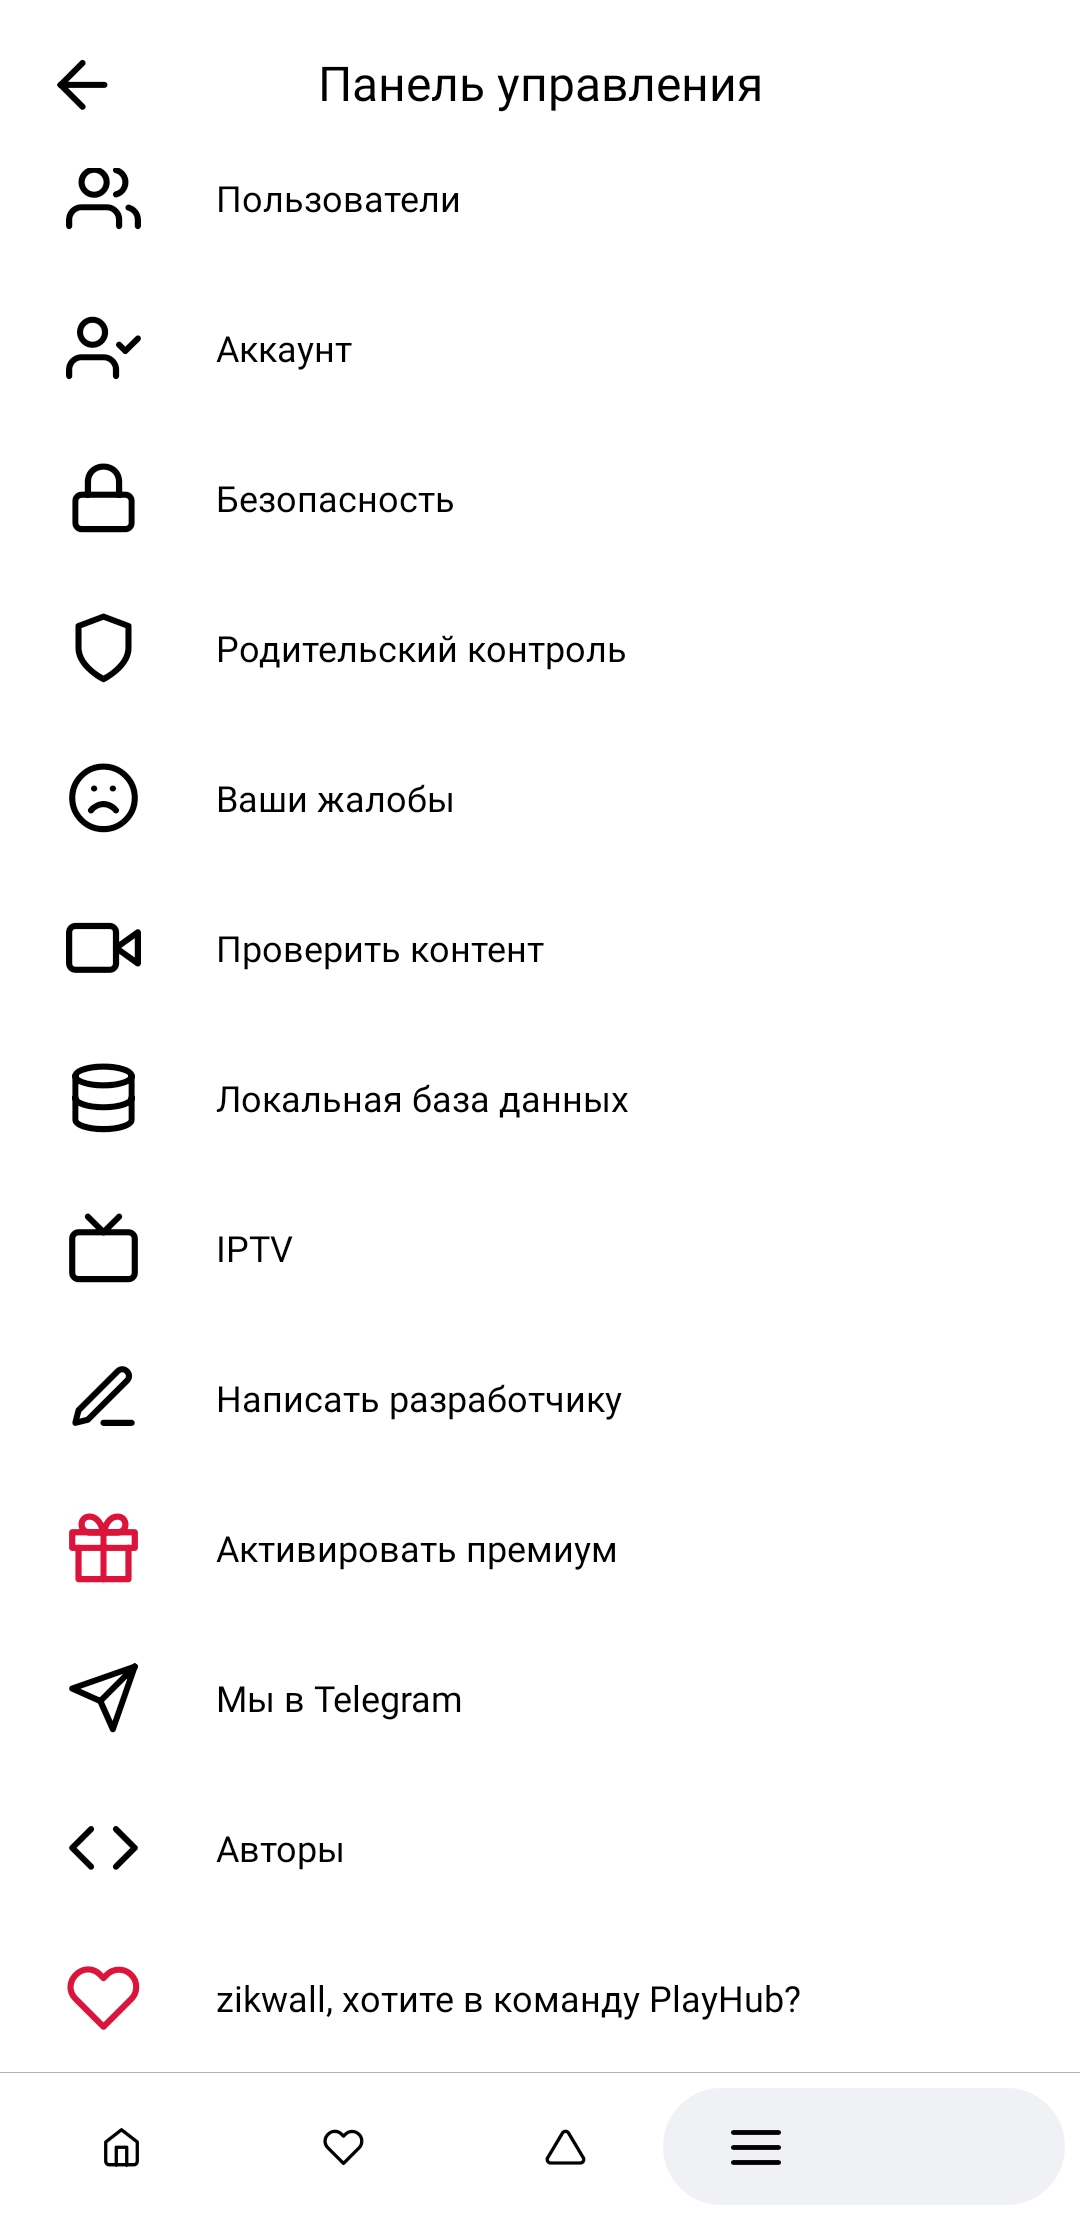 Панель управления
Пользователи
Аккаунт
Безопасность
Родительский контроль
Ваши жалобы
Проверить контент
Локальная база данных
IPTV
Написать разработчику
Активировать премиум
Мы в Telegram
Авторы
zikwall, хотите в команду PlayHub?